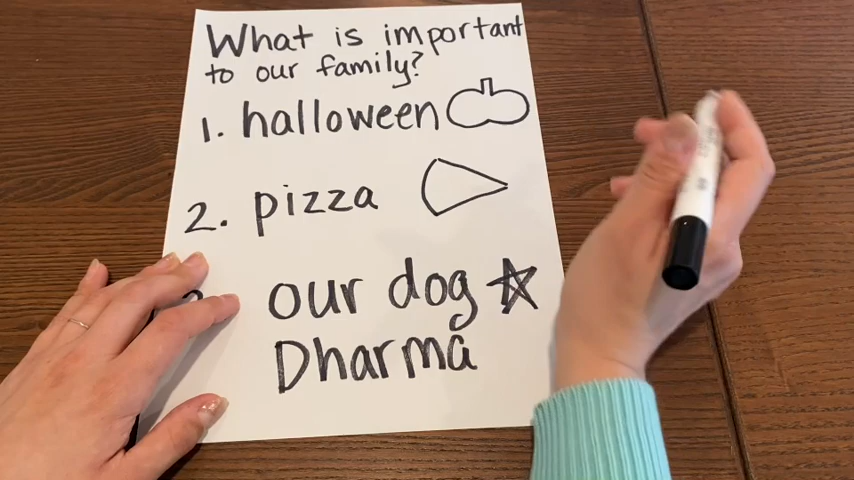 What is important
to our family?
1. halloween
2. pizza
our dog
Dharma